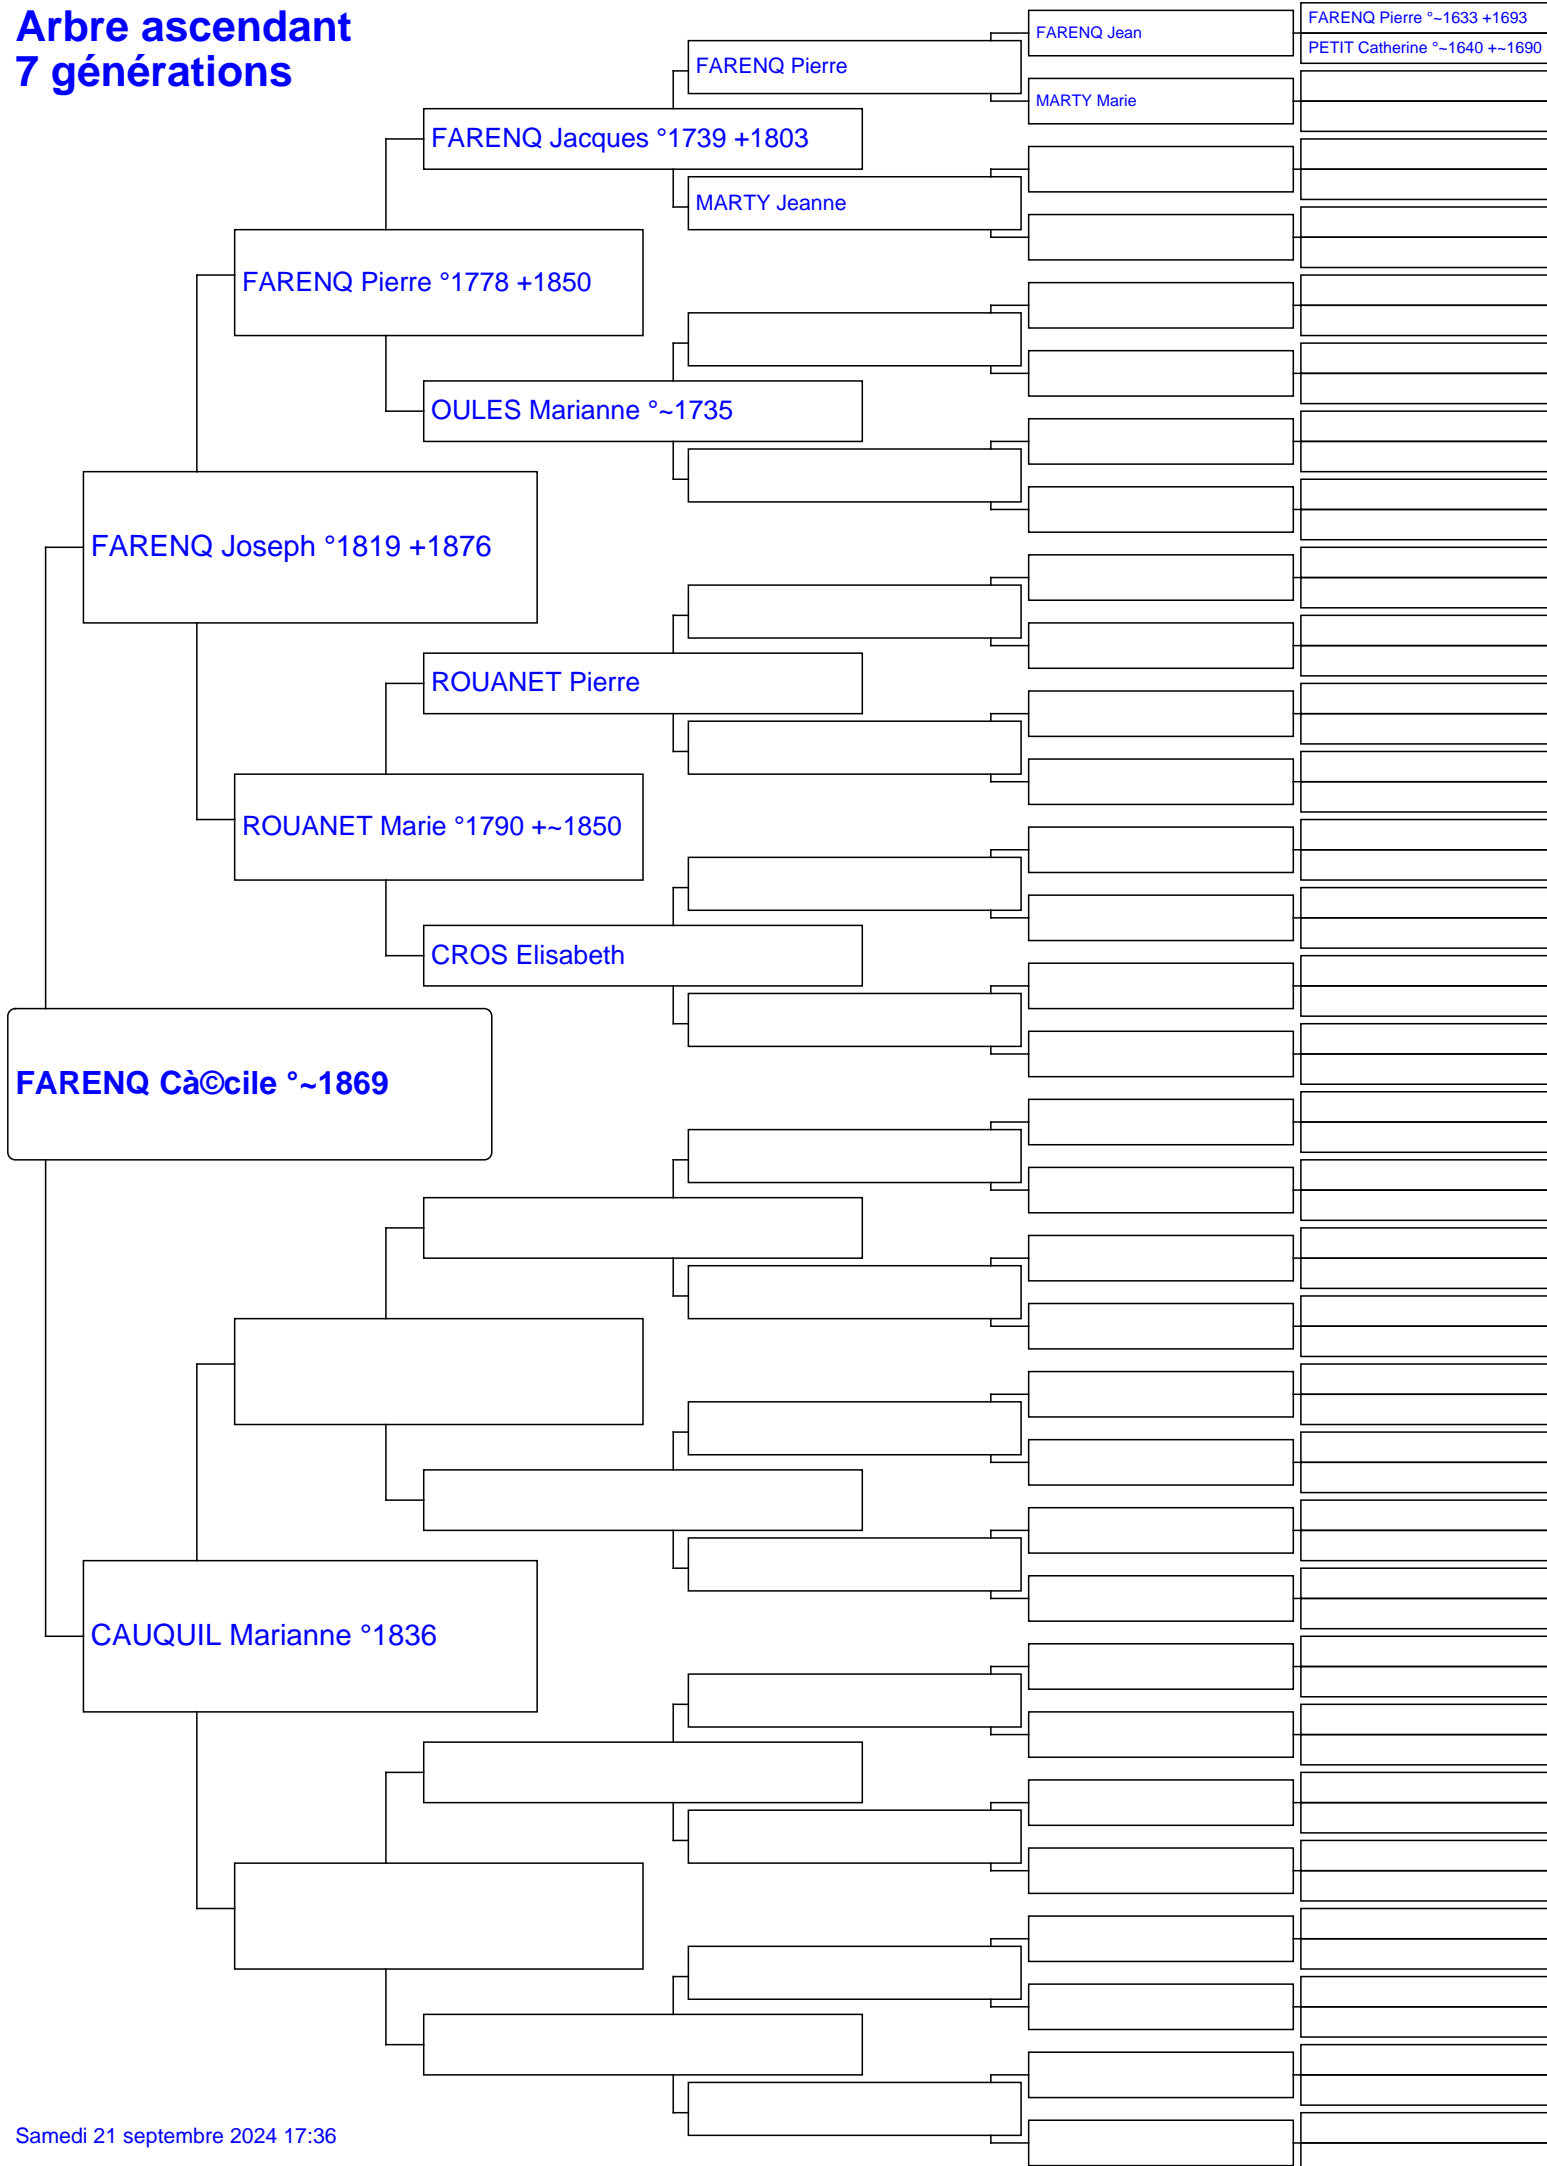 Arbre ascendant
7 générations
FARENQ Jean
FARENQ Pierre °~1633 +1693
PETIT Catherine °~1640 +~1690
FARENQ Pierre
MARTY Marie
FARENQ Jacques °1739 +1803
MARTY Jeanne
FARENQ Pierre °1778 +1850
OULES Marianne °~1735
FARENQ Joseph °1819 +1876
ROUANET Pierre
ROUANET Marie °1790 +~1850
CROS Elisabeth
FARENQ Cà©cile °~1869
CAUQUIL Marianne °1836
Samedi 21 septembre 2024 17:36